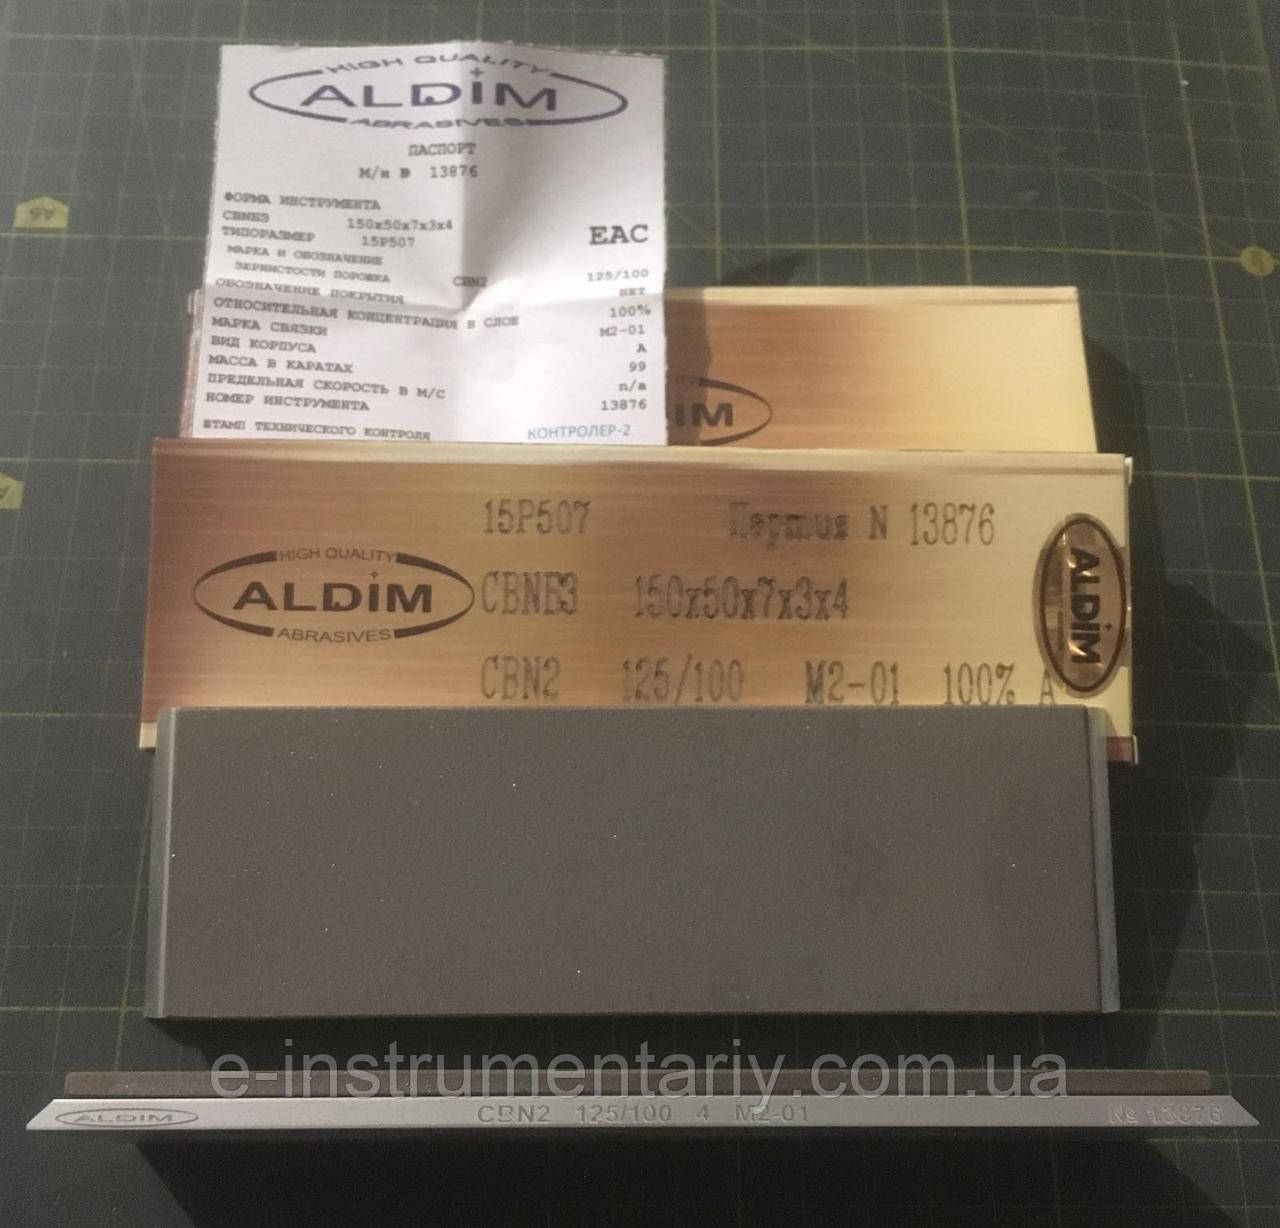 HIGH QUALITY
ALDIM
ABRASIVES
ПАСПОРТ
М/н № 13876
ФОРМА ИНСТРУМЕНТА
CBNБЗ 150x50x7x3x4
ТИПОРАЗМЕР 15P507
EAC
МАРКА И ОБОЗНАЧЕНИЕ
ЗЕРНИСТОСТИ ПОРОШКА CBN2 125/100
ОБОЗНАЧЕНИЕ ПОКРЫТИЯ НЕТ
ОТНОСИТЕЛЬНАЯ КОНЦЕНТРАЦИЯ В СЛОЕ 100%
МАРКА СВЯЗКИ М2-01
ВИД КОРПУСА А
МАССА В КАРАТАХ 99
ПРЕДЕЛЬНАЯ СКОРОСТЬ В М/С n/a
НОМЕР ИНСТРУМЕНТА 13876
ШТАМП ТЕХНИЧЕСКОГО КОНТРОЛЯ КОНТРОЛЕР-2
IM
15P507 Партия N 13876
HIGH QUALITY
ALDIM
ABRASIVES
CBNБЗ 150x50x7x3x4
CBN2 125/100 M2-01 100% A
ALDIM
e-instrumentariy.com.ua
ALDIM CBN2 125/100 4 M2-01 № 13876